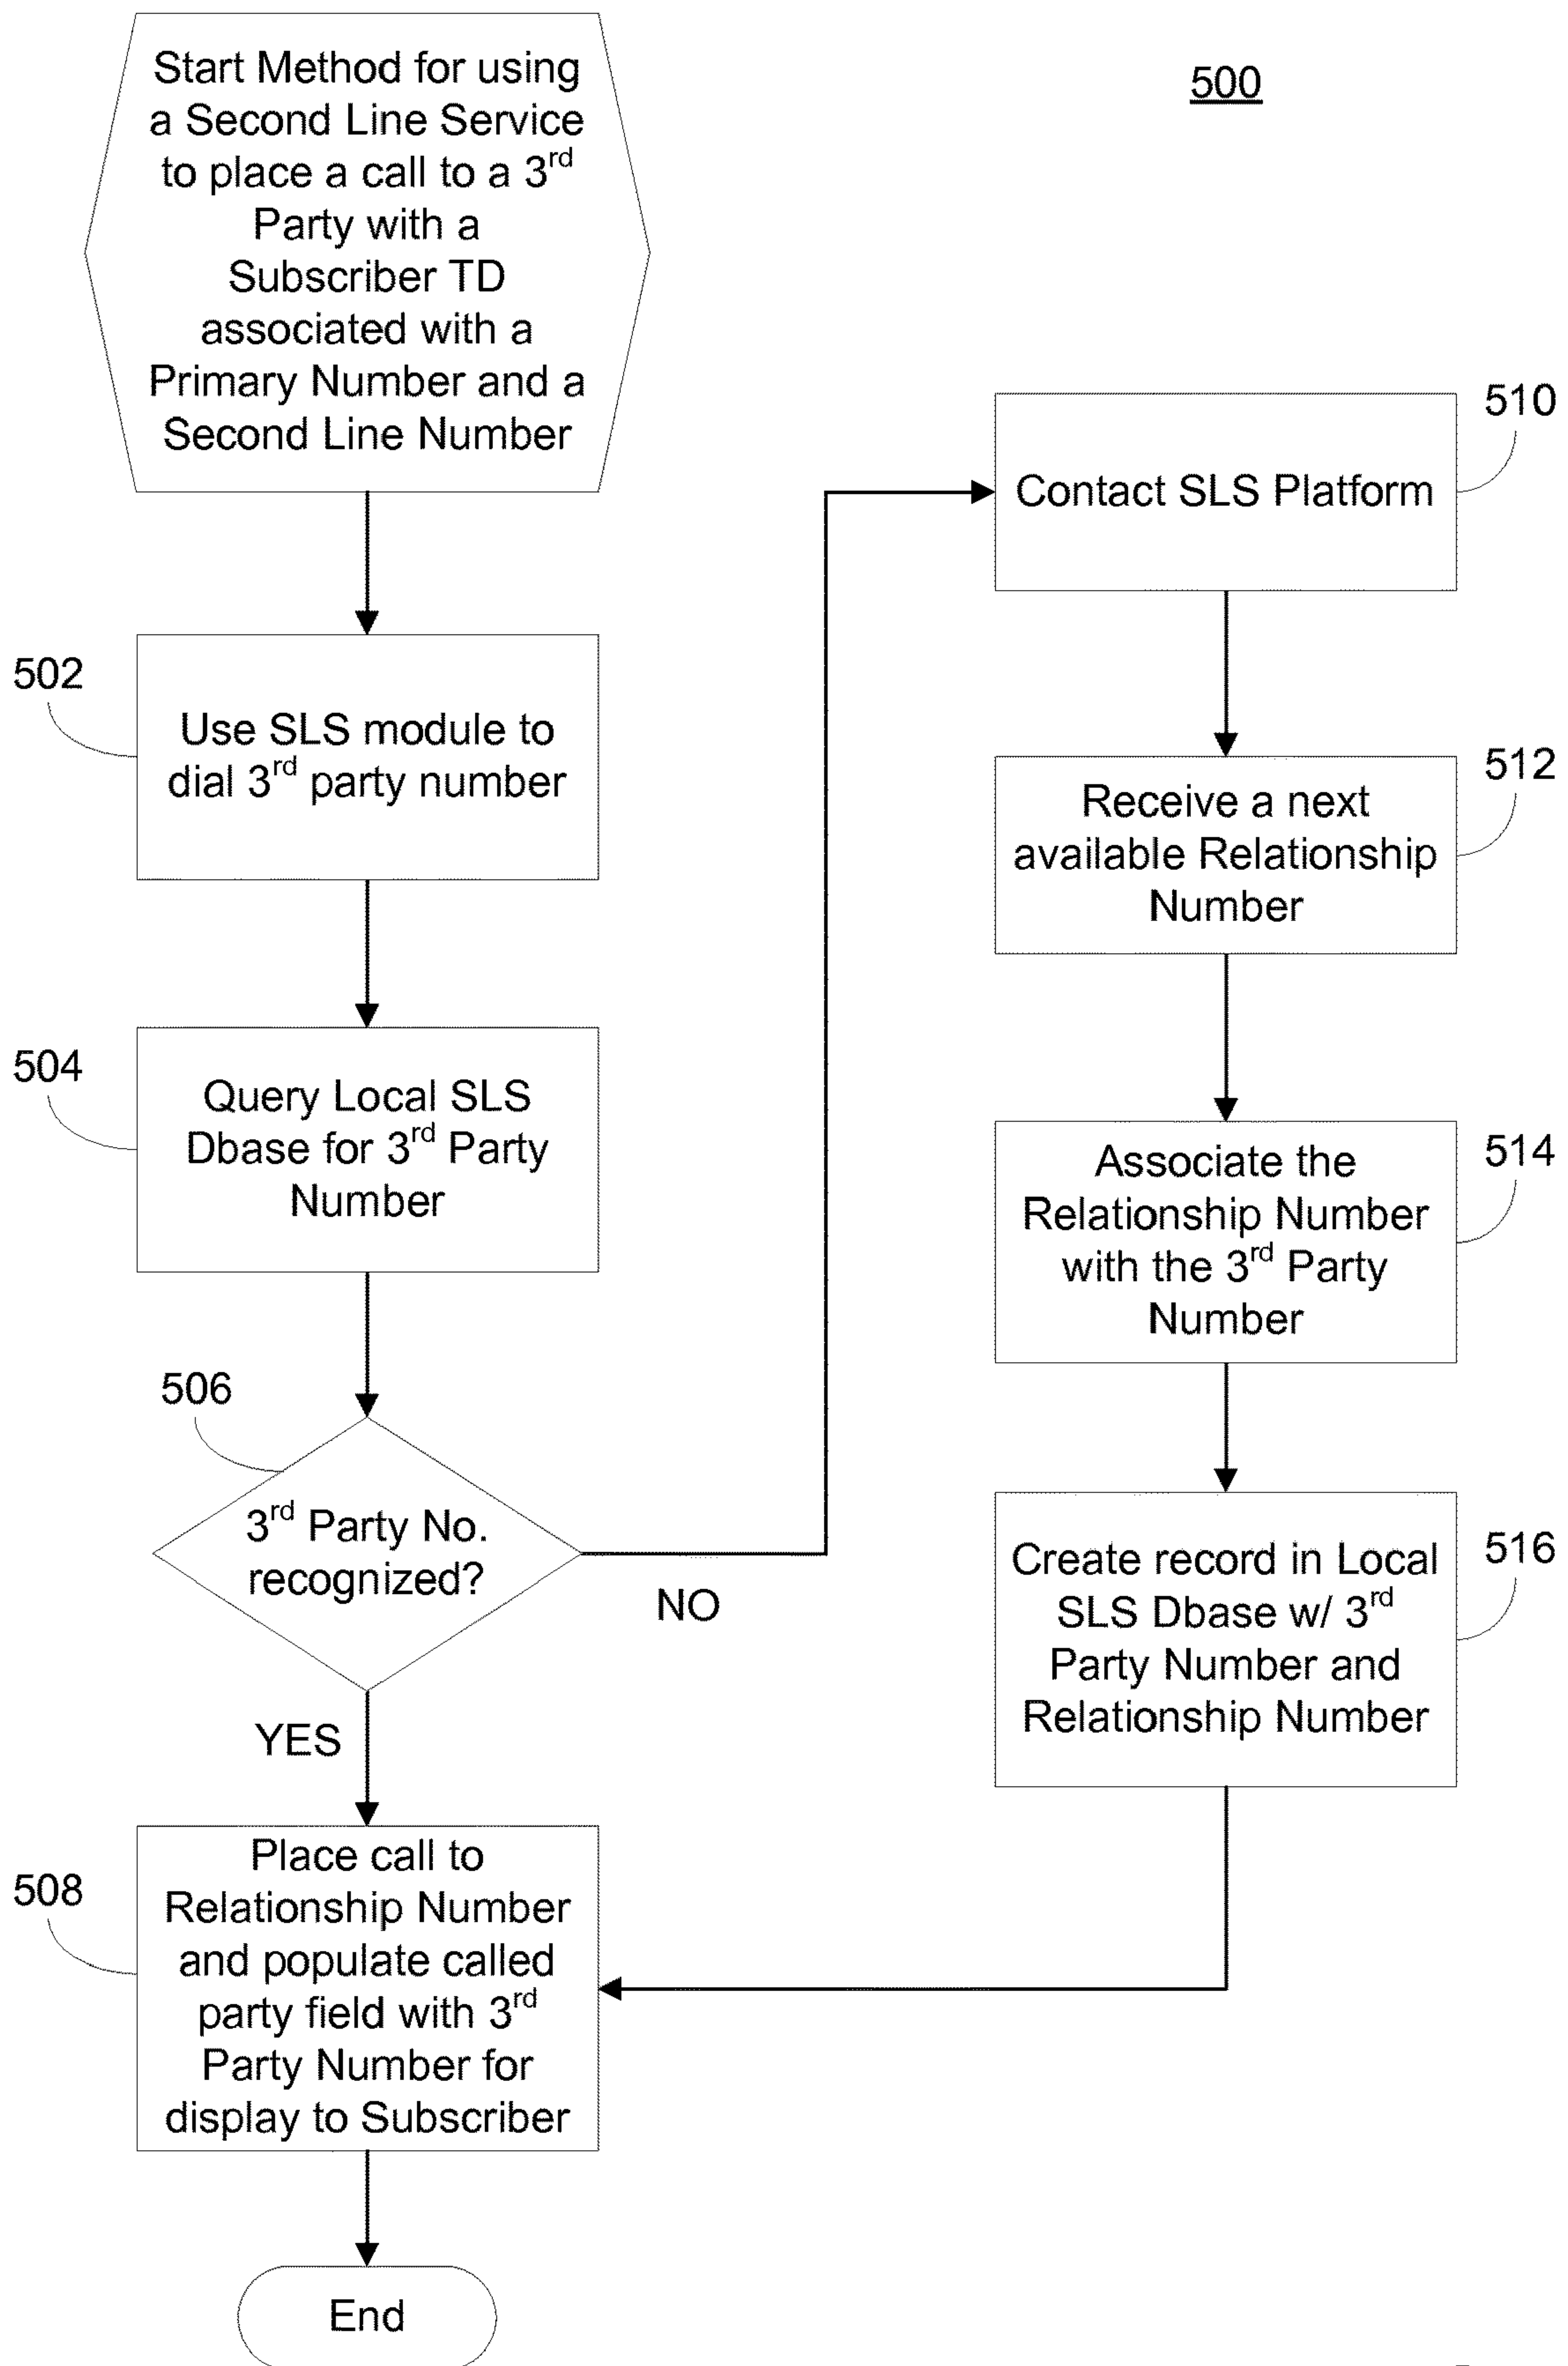 Start Method for using
a Second Line Service
to place a call to a 3rd
Party with a
Subscriber TD
associated with a
Primary Number and a
Second Line Number
500
502
Use SLS module to
dial 3rd party number
504
Query Local SLS
Dbase for 3rd Party
Number
506
3rd Party No.
recognized?
NO
YES
508
Place call to
Relationship Number
and populate called
party field with 3rd
Party Number for
display to Subscriber
End
510
Contact SLS Platform
512
Receive a next
available Relationship
Number
514
Associate the
Relationship Number
with the 3rd Party
Number
516
Create record in Local
SLS Dbase w/ 3rd
Party Number and
Relationship Number